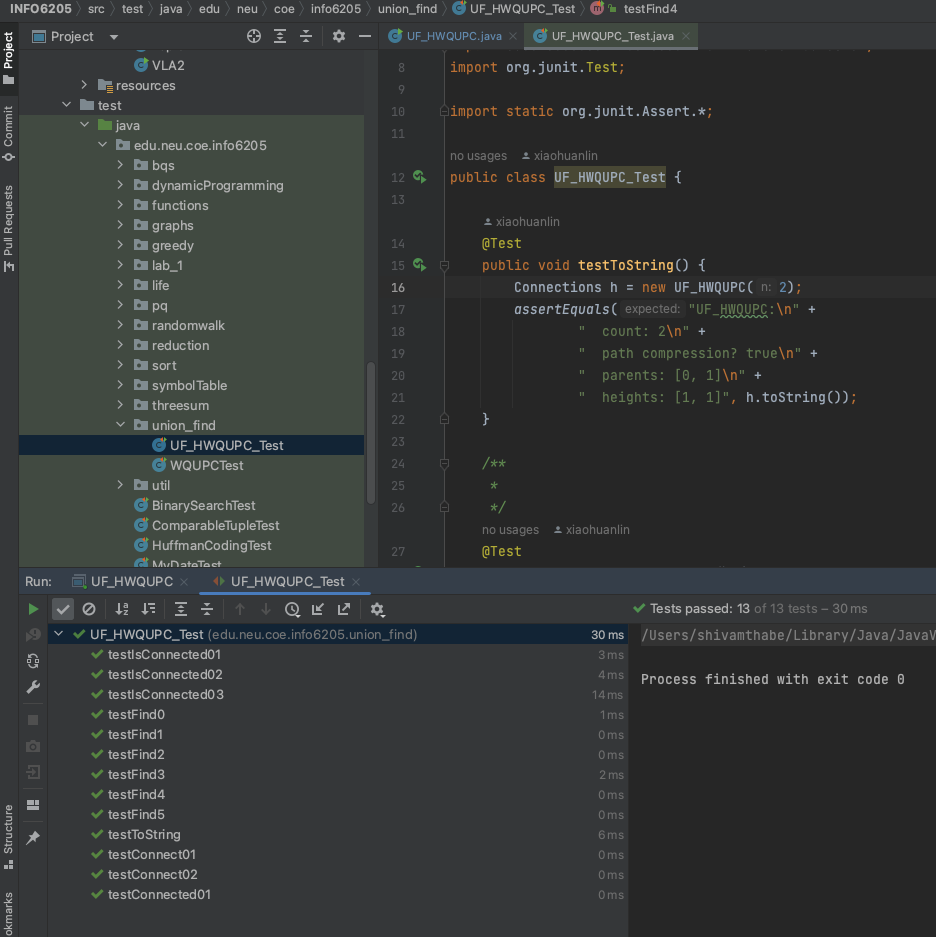 INFO6205 › src › test › java › edu › neu › coe › info6205 › union_find › UF_HWQUPC_Test › testFind4
Project
UF_HWQUPC.java
UF_HWQUPC_Test.java
Project
Commit
Pull Requests
VLA2
resources
test
java
edu.neu.coe.info6205
bqs
dynamicProgramming
functions
graphs
greedy
lab_1
life
pq
randomwalk
reduction
sort
symbolTable
threesum
union_find
UF_HWQUPC_Test
WQUPCTest
util
BinarySearchTest
ComparableTupleTest
HuffmanCodingTest
MyDateTest
8 import org.junit.Test;
9
10 import static org.junit.Assert.*;
11
no usages xiaohuanlin
12 public class UF_HWQUPC_Test {
13
xiaohuanlin
14 @Test
15 public void testToString() {
16 Connections h = new UF_HWQUPC( n: 2);
17 assertEquals( expected: "UF_HWQUPC:\n" +
18 "  count: 2\n" +
19 "  path compression? true\n" +
20 "  parents: [0, 1]\n" +
21 "  heights: [1, 1]", h.toString());
22 }
23
24 /**
25 *
26 */
no usages xiaohuanlin
27 @Test
Run: UF_HWQUPC UF_HWQUPC_Test
Tests passed: 13 of 13 tests – 30 ms
UF_HWQUPC_Test (edu.neu.coe.info6205.union_find) 30 ms
testIsConnected01 3 ms
testIsConnected02 4 ms
testIsConnected03 14 ms
testFind0 1 ms
testFind1 0 ms
testFind2 0 ms
testFind3 2 ms
testFind4 0 ms
testFind5 0 ms
testToString 6 ms
testConnect01 0 ms
testConnect02 0 ms
testConnected01 0 ms
/Users/shivamthabe/Library/Java/JavaV
Process finished with exit code 0
Structure
okmarks